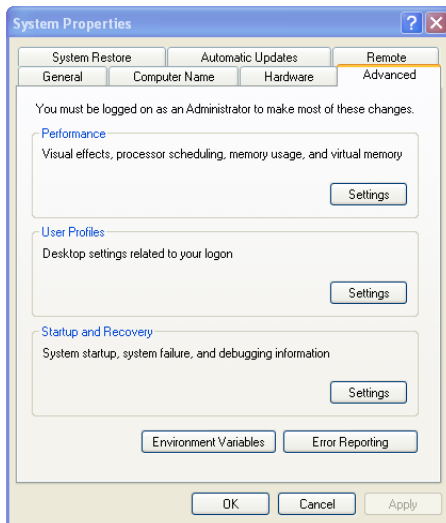 System Properties
System Restore Automatic Updates Remote
General Computer Name Hardware Advanced
You must be logged on as an Administrator to make most of these changes.
Performance
Visual effects, processor scheduling, memory usage, and virtual memory
Settings
User Profiles
Desktop settings related to your logon
Settings
Startup and Recovery
System startup, system failure, and debugging information
Settings
Environment Variables Error Reporting
OK Cancel Apply